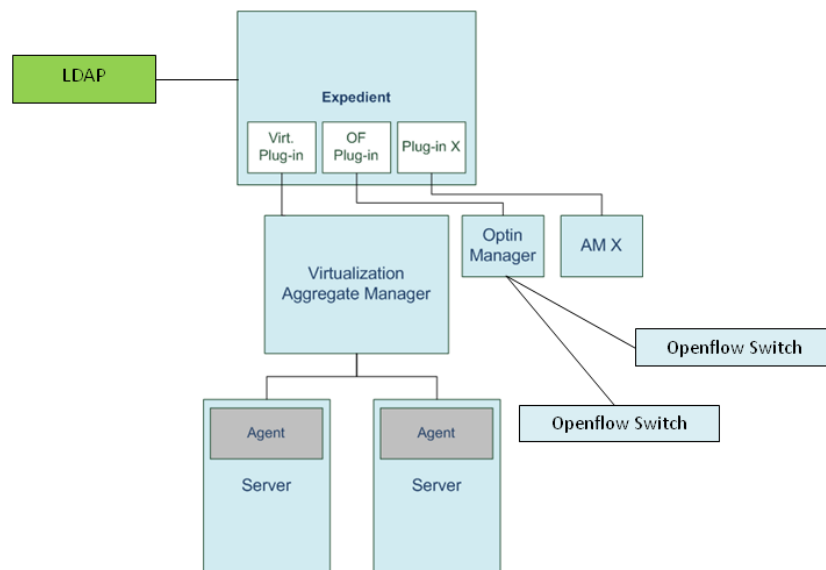 LDAP
Expedient
Virt.
Plug-in
OF
Plug-in
Plug-in X
Virtualization
Aggregate Manager
Optin
Manager
AM X
Openflow Switch
Openflow Switch
Agent
Server
Agent
Server